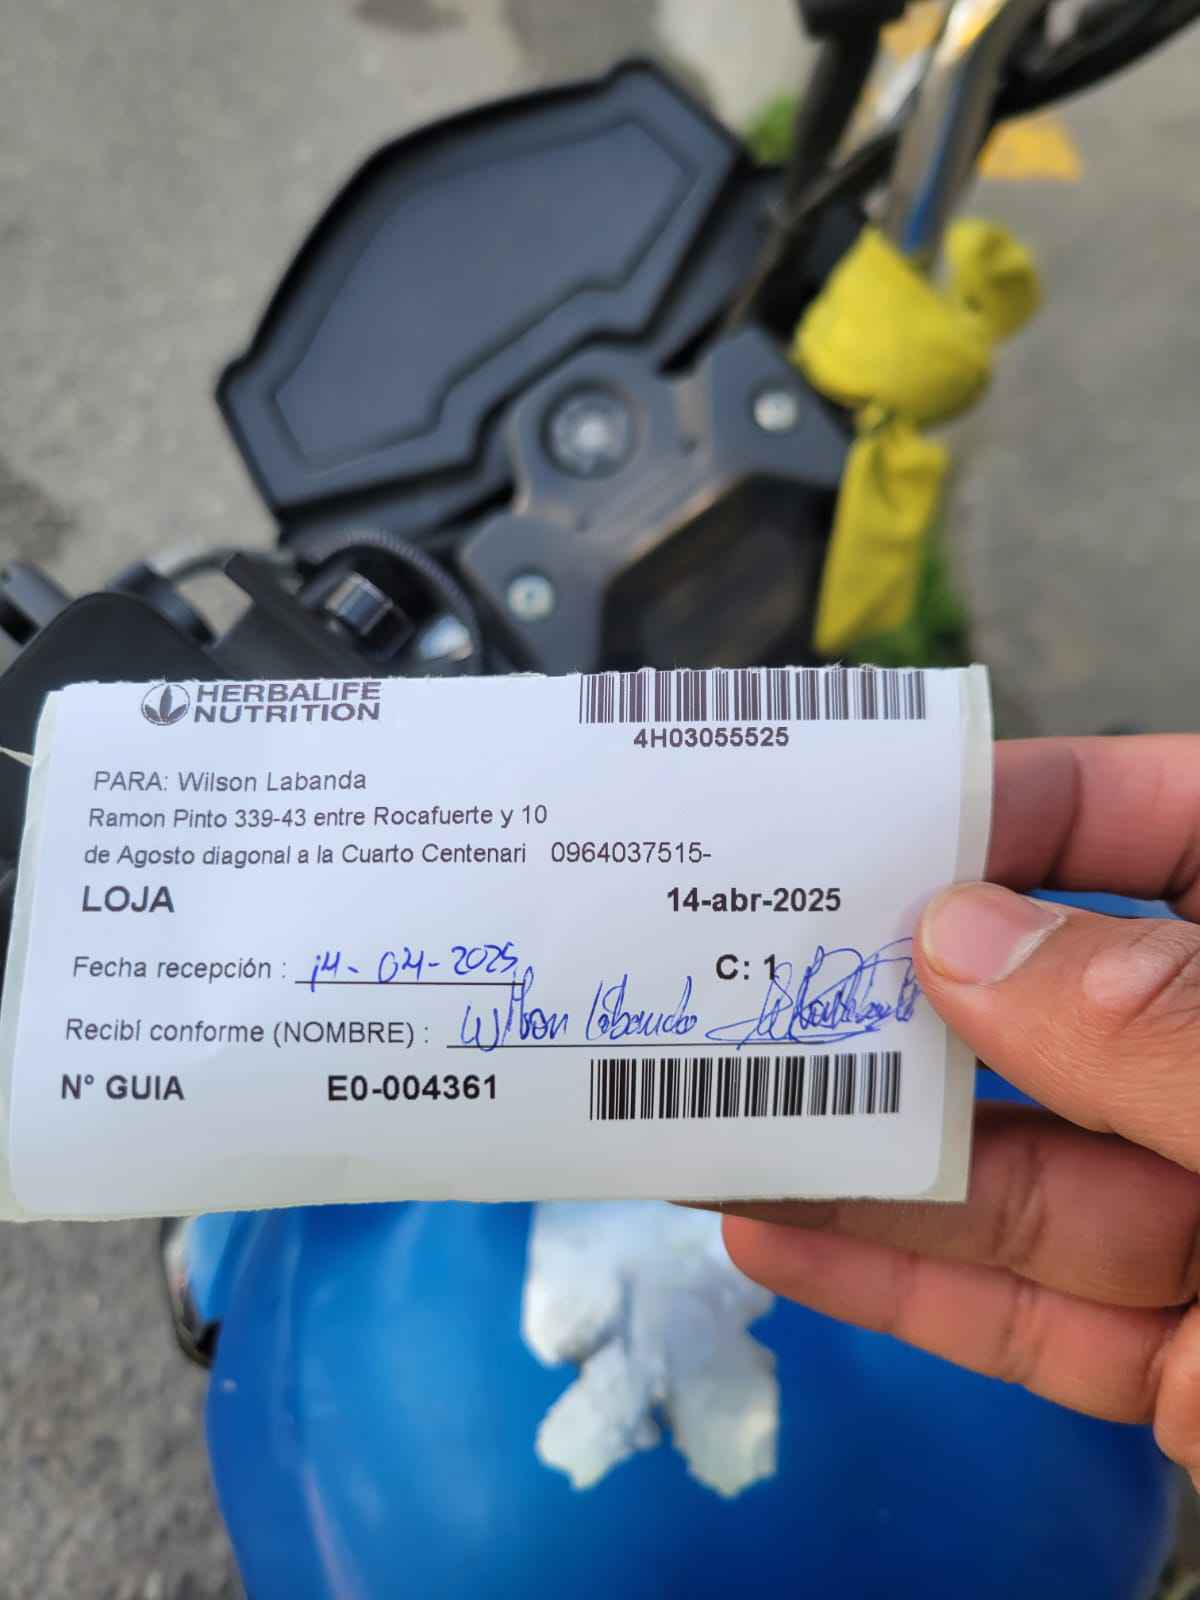 HERBALIFE
NUTRITION
4H03055525
PARA: Wilson Labanda
Ramon Pinto 339-43 entre Rocafuerte y 10
de Agosto diagonal a la Cuarto Centenari 0964037515-
LOJA 14-abr-2025
Fecha recepción : 14-04-2025 C: 1
Recibí conforme (NOMBRE) : Wilson Labanda
N° GUIA E0-004361